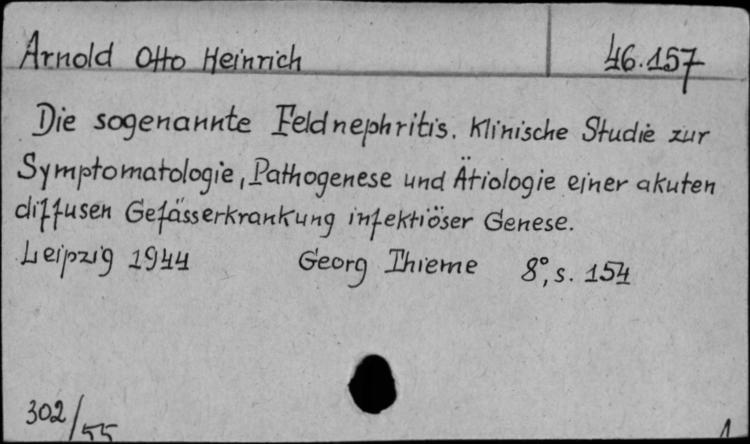 Arnold Otto Heinrich 46.157
Die sogenannte Feldnephritis. Klinische Studie zur
Symptomatologie, Pathogenese und Ätiologie einer akuten
diffusen Gefässerkrankung infektiöser Genese.
Leipzig 1944 Georg Thieme 8°, s. 154
302/55